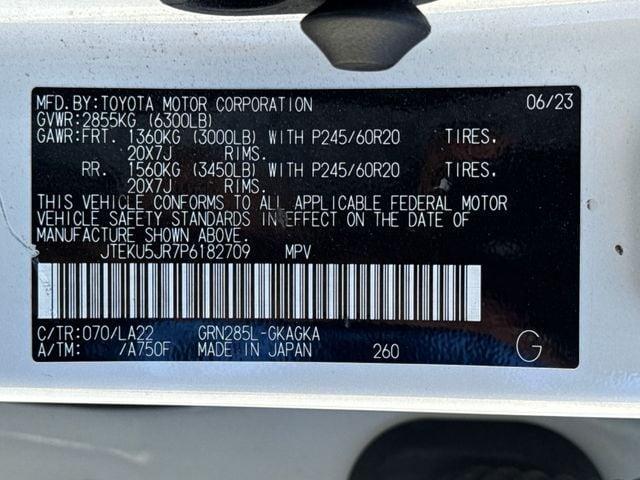 MFD.BY:TOYOTA MOTOR CORPORATION 06/23
GVWR:2855KG (6300LB)
GAWR:FRT. 1360KG (3000LB) WITH P245/60R20 TIRES,
20X7J RIMS.
RR. 1560KG (3450LB) WITH P245/60R20 TIRES,
20X7J RIMS.
THIS VEHICLE CONFORMS TO ALL APPLICABLE FEDERAL MOTOR
VEHICLE SAFETY STANDARDS IN EFFECT ON THE DATE OF
MANUFACTURE SHOWN ABOVE.
JTEKU5JR7P6182709 MPV
C/TR:070/LA22 GRN285L-GKAGKA
A/TM: /A750F MADE IN JAPAN 260 G